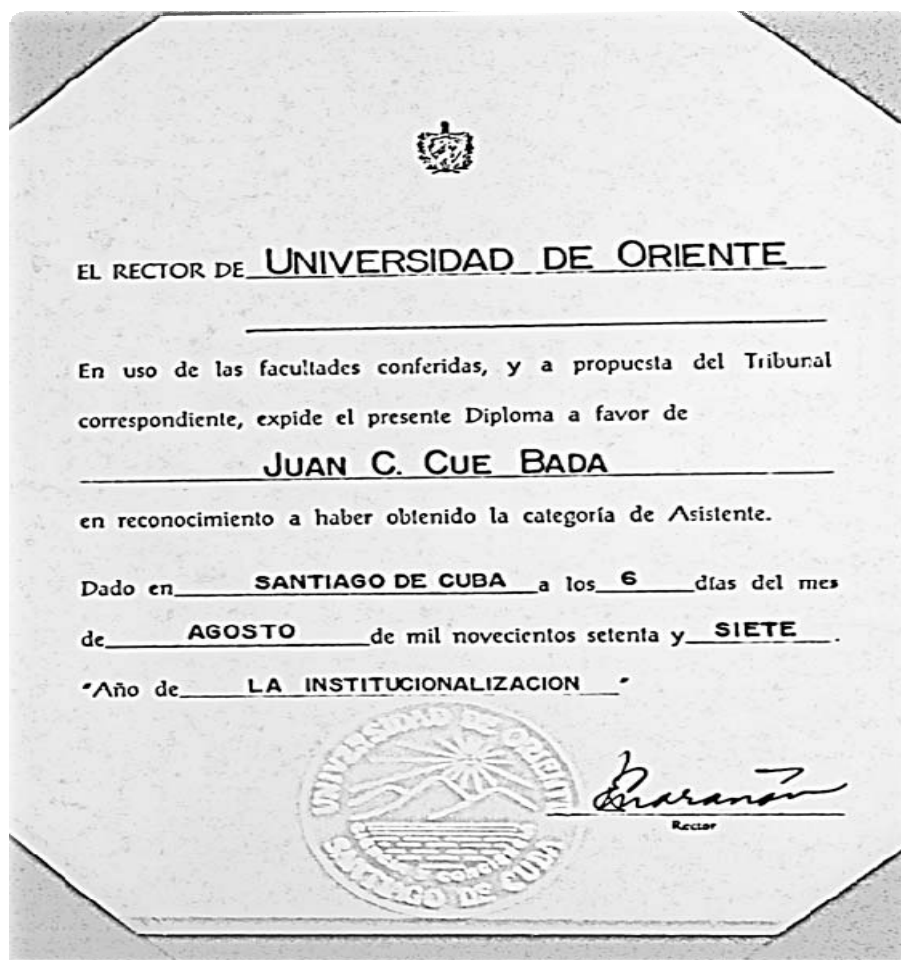 EL RECTOR DE UNIVERSIDAD DE ORIENTE
En uso de las facultades conferidas, y a propuesta del Tribunal
correspondiente, expide el presente Diploma a favor de
JUAN C. CUE BADA
en reconocimiento a haber obtenido la categoría de Asistente.
Dado en SANTIAGO DE CUBA a los 6 días del mes
de AGOSTO de mil novecientos setenta y SIETE.
"Año de LA INSTITUCIONALIZACION"
UNIVERSIDAD DE ORIENTE
SANTIAGO DE CUBA
Rector